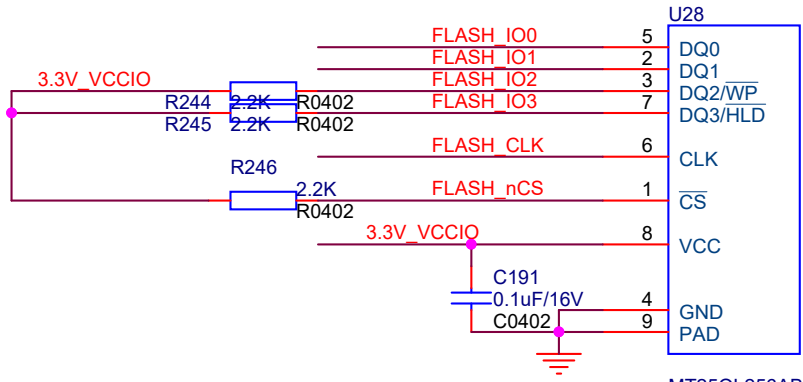 U28
FLASH_IO0 5 DQ0
FLASH_IO1 2 DQ1
3.3V_VCCIO FLASH_IO2 3 DQ2/WP
R244 2.2K R0402 FLASH_IO3 7 DQ3/HLD
R245 2.2K R0402
FLASH_CLK 6 CLK
R246
2.2K FLASH_nCS 1 CS
R0402
3.3V_VCCIO 8 VCC
C191
0.1uF/16V 4 GND
C0402 9 PAD